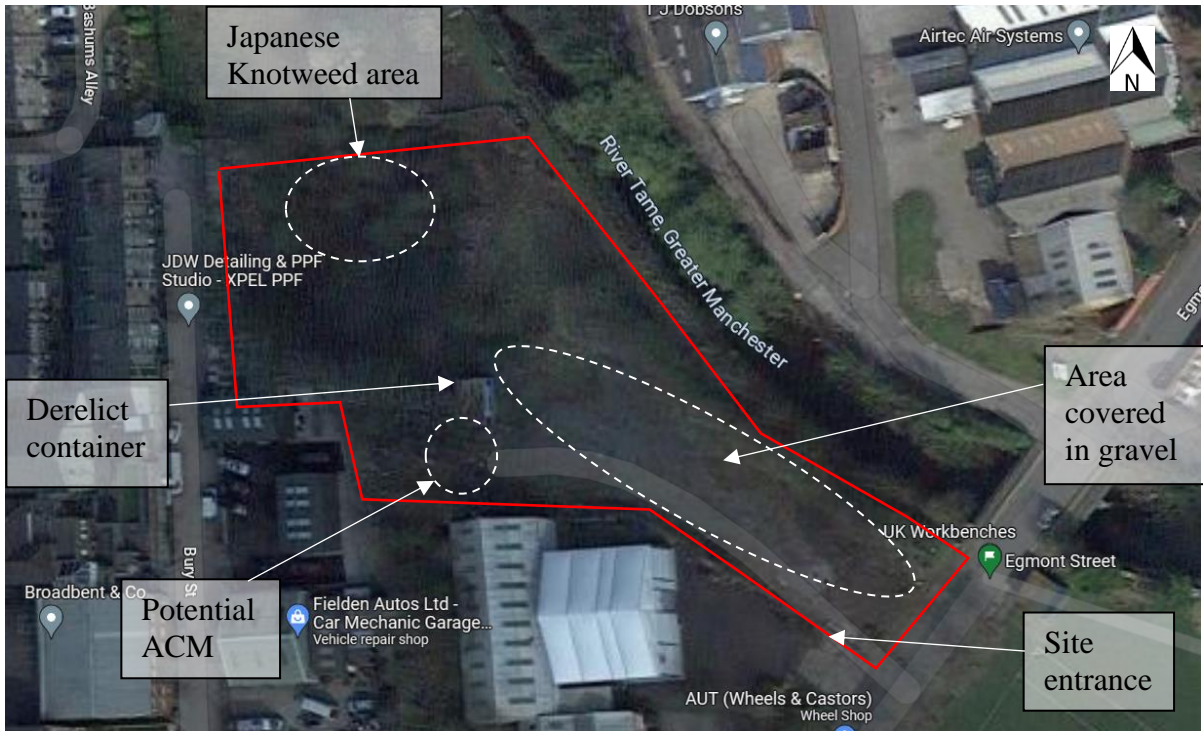 Bashums Alley
Japanese
Knotweed area
T J Dobsons
Airtec Air Systems
N
River Tame, Greater Manchester
JDW Detailing & PPF
Studio - XPEL PPF
Derelict
container
Area
covered
in gravel
UK Workbenches
Egmont Street
Bury St
Broadbent & Co
Potential
ACM
Fielden Autos Ltd -
Car Mechanic Garage...
Vehicle repair shop
Site
entrance
AUT (Wheels & Castors)
Wheel Shop